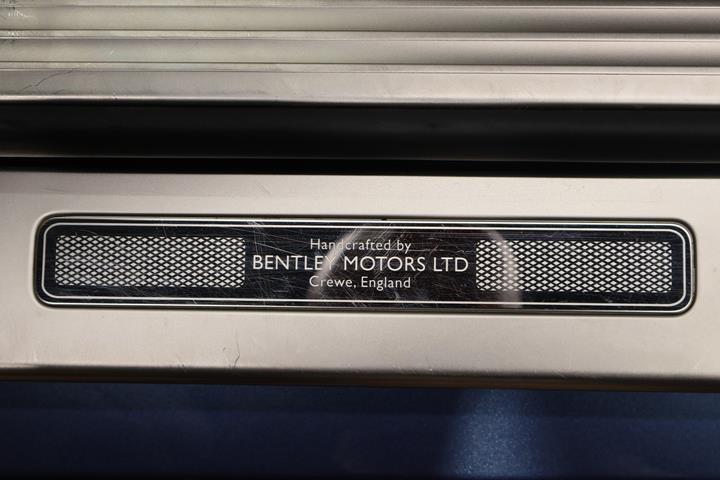 Handcrafted by
BENTLEY MOTORS LTD
Crewe, England